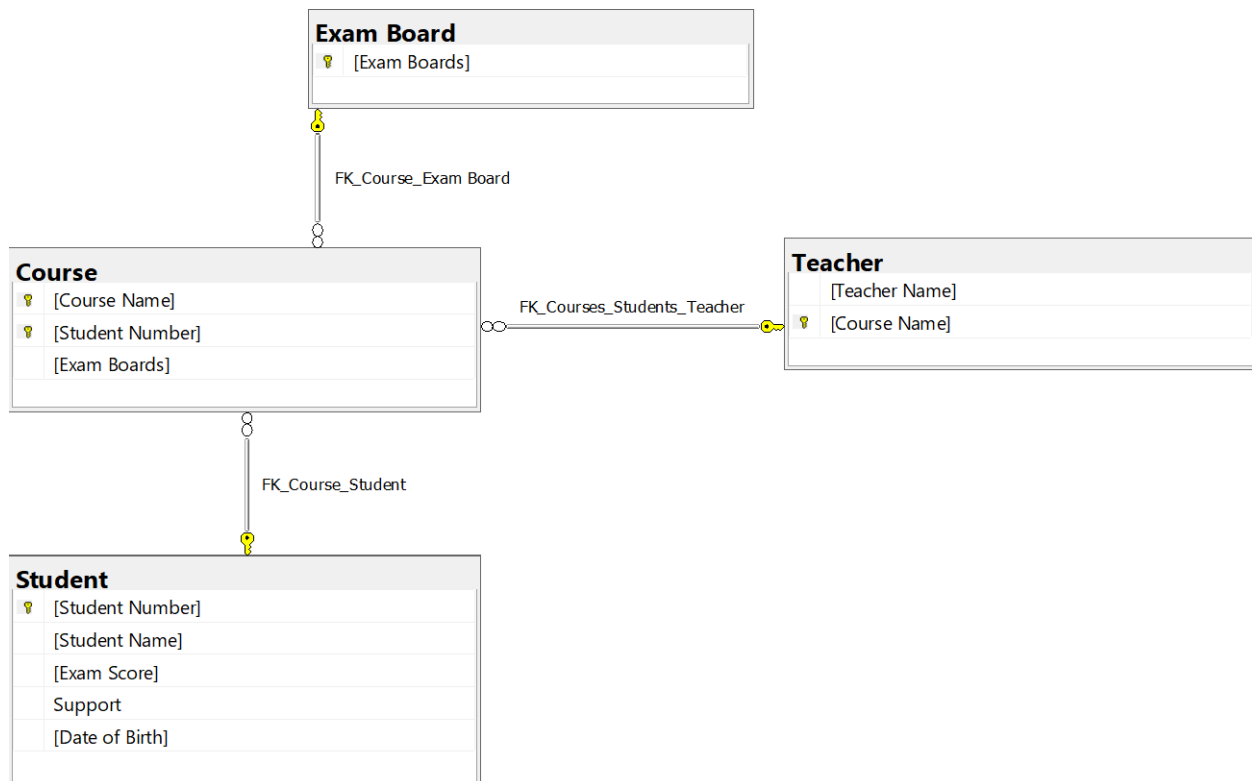 Exam Board
[Exam Boards]
FK_Course_Exam Board
Course
[Course Name]
[Student Number]
[Exam Boards]
FK_Courses_Students_Teacher
Teacher
[Teacher Name]
[Course Name]
FK_Course_Student
Student
[Student Number]
[Student Name]
[Exam Score]
Support
[Date of Birth]